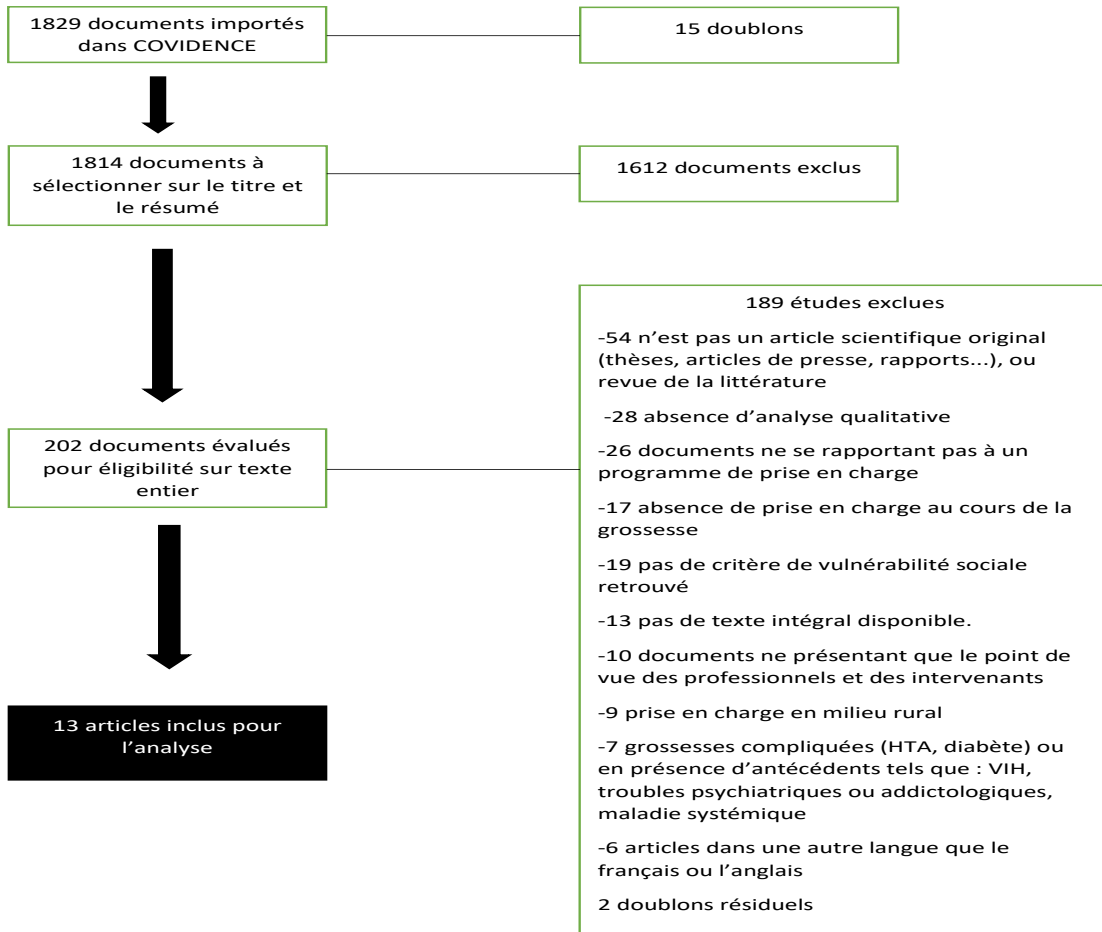 1829 documents importés
dans COVIDENCE
15 doublons
1814 documents à
sélectionner sur le titre et
le résumé
1612 documents exclus
202 documents évalués
pour éligibilité sur texte
entier
189 études exclues
-54 n’est pas un article scientifique original
(thèses, articles de presse, rapports...), ou
revue de la littérature
-28 absence d’analyse qualitative
-26 documents ne se rapportant pas à un
programme de prise en charge
-17 absence de prise en charge au cours de la
grossesse
-19 pas de critère de vulnérabilité sociale
retrouvé
-13 pas de texte intégral disponible.
-10 documents ne présentant que le point de
vue des professionnels et des intervenants
-9 prise en charge en milieu rural
-7 grossesses compliquées (HTA, diabète) ou
en présence d’antécédents tels que : VIH,
troubles psychiatriques ou addictologiques,
maladie systémique
-6 articles dans une autre langue que le
français ou l’anglais
2 doublons résiduels
13 articles inclus pour
l’analyse